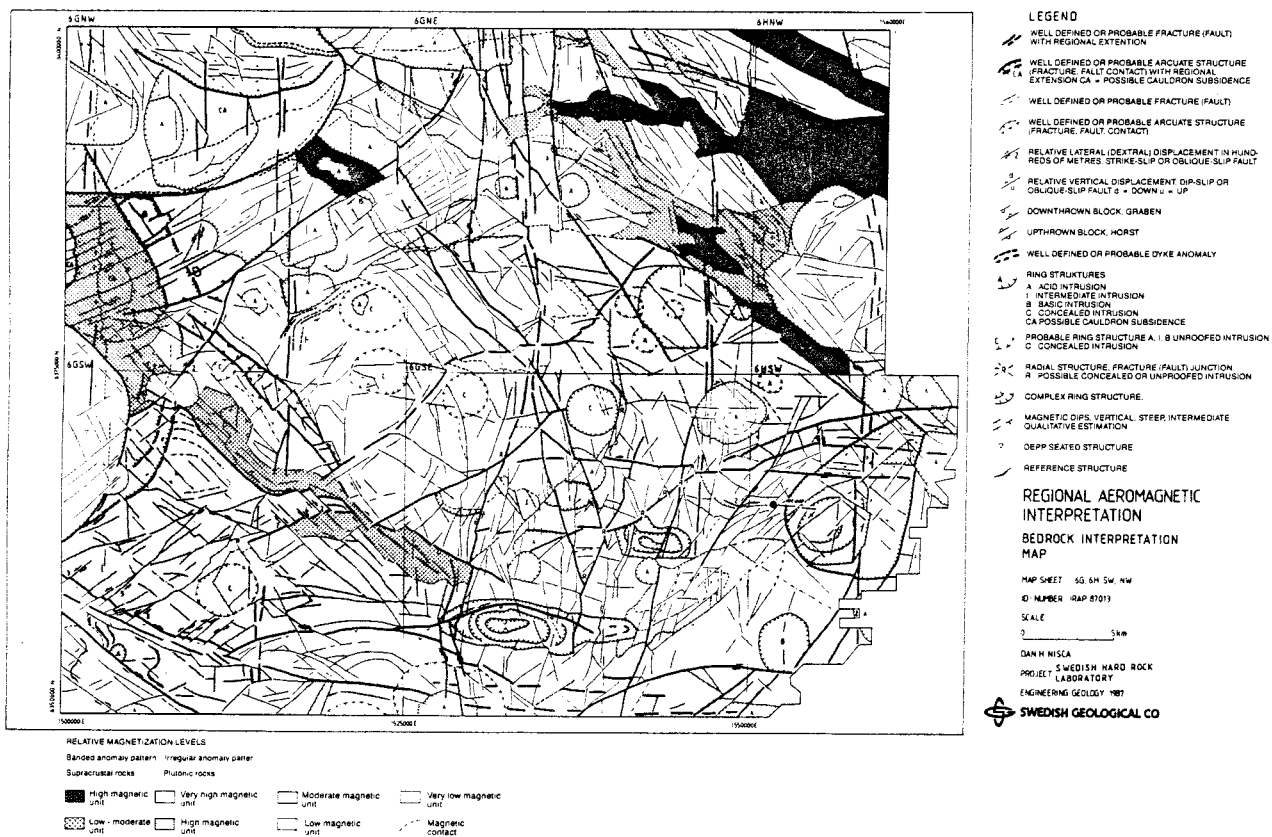 6GNW
6GNE
6HNW
6400000 N
6GSW
6375000 N
6GSE
6HSW
6350000 N
1500000 E
1525000 E
1550000 E
LEGEND
WELL DEFINED OR PROBABLE FRACTURE (FAULT)
WITH REGIONAL EXTENTION
WELL DEFINED OR PROBABLE ARCUATE STRUCTURE
(FRACTURE, FAULT CONTACT) WITH REGIONAL
EXTENSION CA = POSSIBLE CAULDRON SUBSIDENCE
WELL DEFINED OR PROBABLE FRACTURE (FAULT)
WELL DEFINED OR PROBABLE ARCUATE STRUCTURE
(FRACTURE, FAULT, CONTACT)
RELATIVE LATERAL (DEXTRAL) DISPLACEMENT IN HUND-
REDS OF METRES. STRIKE-SLIP OR OBLIQUE-SLIP FAULT
RELATIVE VERTICAL DISPLACEMENT, DIP-SLIP OR
OBLIQUE-SLIP FAULT d = DOWN u = UP
DOWNTHROWN BLOCK, GRABEN
UPTHROWN BLOCK, HORST
WELL DEFINED OR PROBABLE DYKE ANOMALY
RING STRUKTURES
A ACID INTRUSION
I INTERMEDIATE INTRUSION
B BASIC INTRUSION
C CONCEALED INTRUSION
CA POSSIBLE CAULDRON SUBSIDENCE
PROBABLE RING STRUCTURE A, I, B UNROOFED INTRUSION
C CONCEALED INTRUSION
RADIAL STRUCTURE, FRACTURE (FAULT) JUNCTION
R POSSIBLE CONCEALED OR UNPROOFED INTRUSION
COMPLEX RING STRUCTURE.
MAGNETIC DIPS, VERTICAL, STEEP, INTERMEDIATE
QUALITATIVE ESTIMATION
? DEPP SEATED STRUCTURE
REFERENCE STRUCTURE
REGIONAL AEROMAGNETIC
INTERPRETATION
BEDROCK INTERPRETATION
MAP
MAP SHEET 6G, 6H SW, NW
ID-NUMBER IRAP 87013
SCALE
0 5km
DAN H NISCA
PROJECT SWEDISH HARD ROCK
LABORATORY
ENGINEERING GEOLOGY 1987
SWEDISH GEOLOGICAL CO
RELATIVE MAGNETIZATION LEVELS
Banded anomaly pattern Irregular anomaly patter
Supracrustal rocks Plutonic rocks
High magnetic unit
Very high magnetic unit
Moderate magnetic unit
Very low magnetic unit
Low - moderate unit
High magnetic unit
Low magnetic unit
Magnetic contact